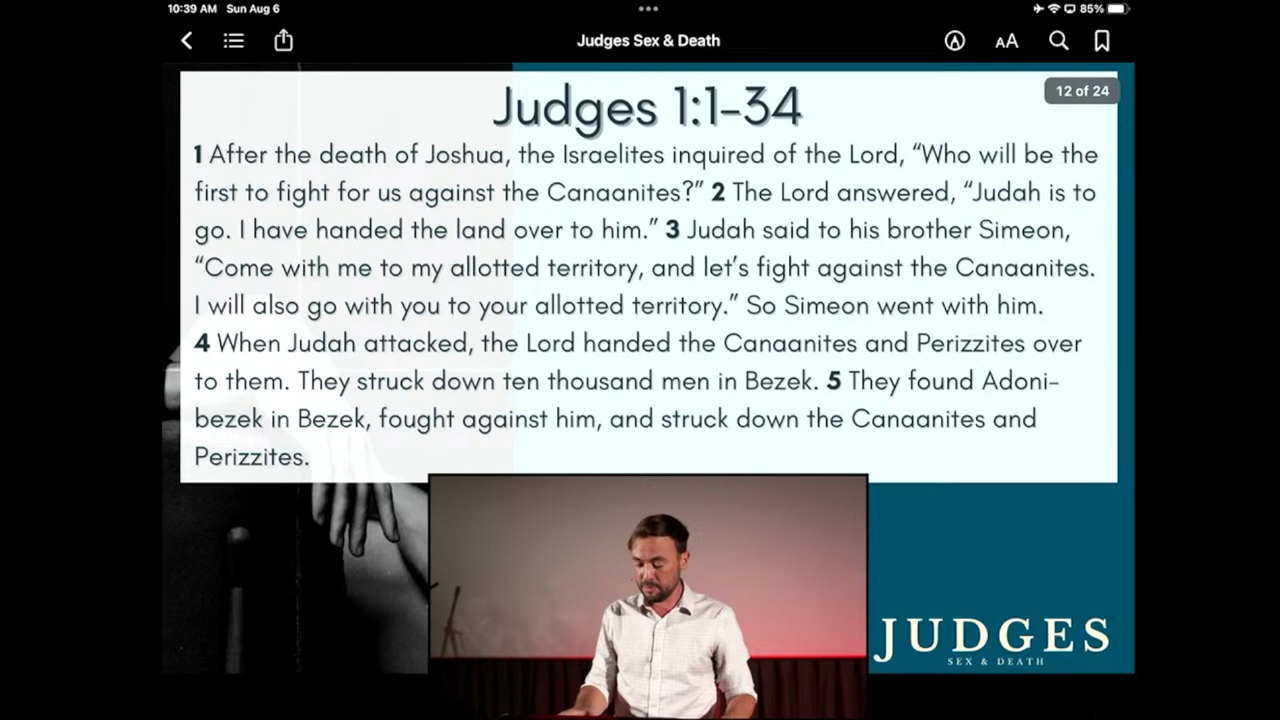 10:39 AM Sun Aug 6
85%
Judges Sex & Death
AA
12 of 24
Judges 1:1-34
1 After the death of Joshua, the Israelites inquired of the Lord, “Who will be the
first to fight for us against the Canaanites?” 2 The Lord answered, “Judah is to
go. I have handed the land over to him.” 3 Judah said to his brother Simeon,
“Come with me to my allotted territory, and let’s fight against the Canaanites.
I will also go with you to your allotted territory.” So Simeon went with him.
4 When Judah attacked, the Lord handed the Canaanites and Perizzites over
to them. They struck down ten thousand men in Bezek. 5 They found Adoni-
bezek in Bezek, fought against him, and struck down the Canaanites and
Perizzites.
JUDGES
SEX & DEATH